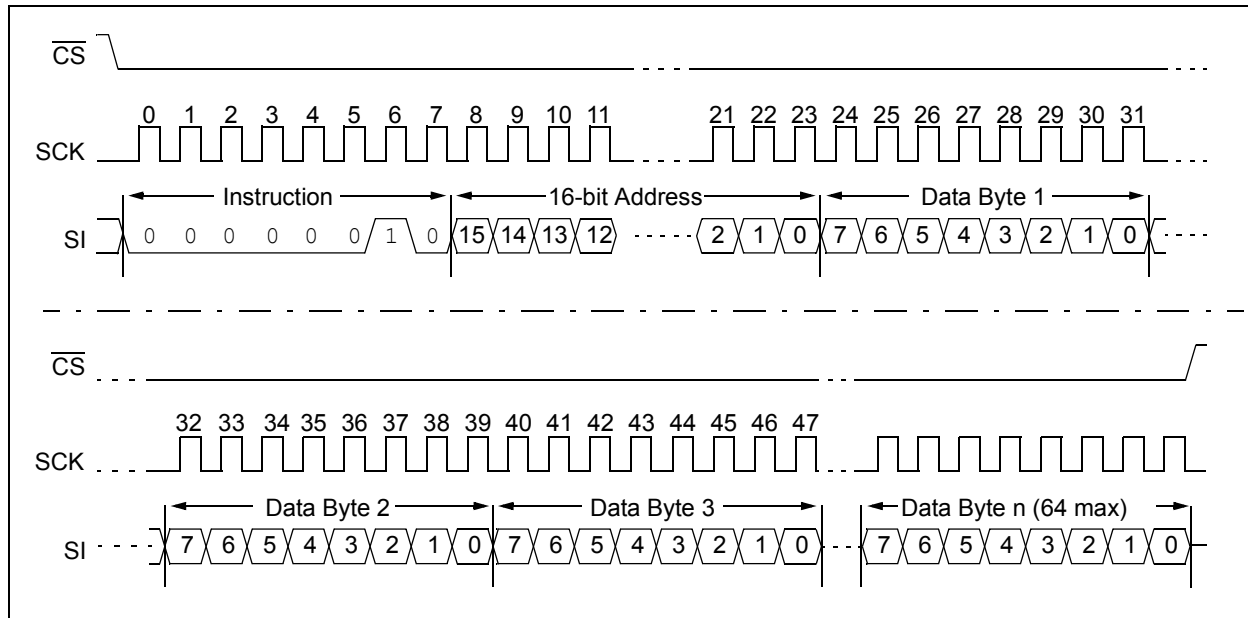 CS
0 1 2 3 4 5 6 7 8 9 10 11 21 22 23 24 25 26 27 28 29 30 31
SCK
Instruction 16-bit Address Data Byte 1
SI 0 0 0 0 0 0 1 0 15 14 13 12 2 1 0 7 6 5 4 3 2 1 0
CS
32 33 34 35 36 37 38 39 40 41 42 43 44 45 46 47
SCK
Data Byte 2 Data Byte 3 Data Byte n (64 max)
SI 7 6 5 4 3 2 1 0 7 6 5 4 3 2 1 0 7 6 5 4 3 2 1 0